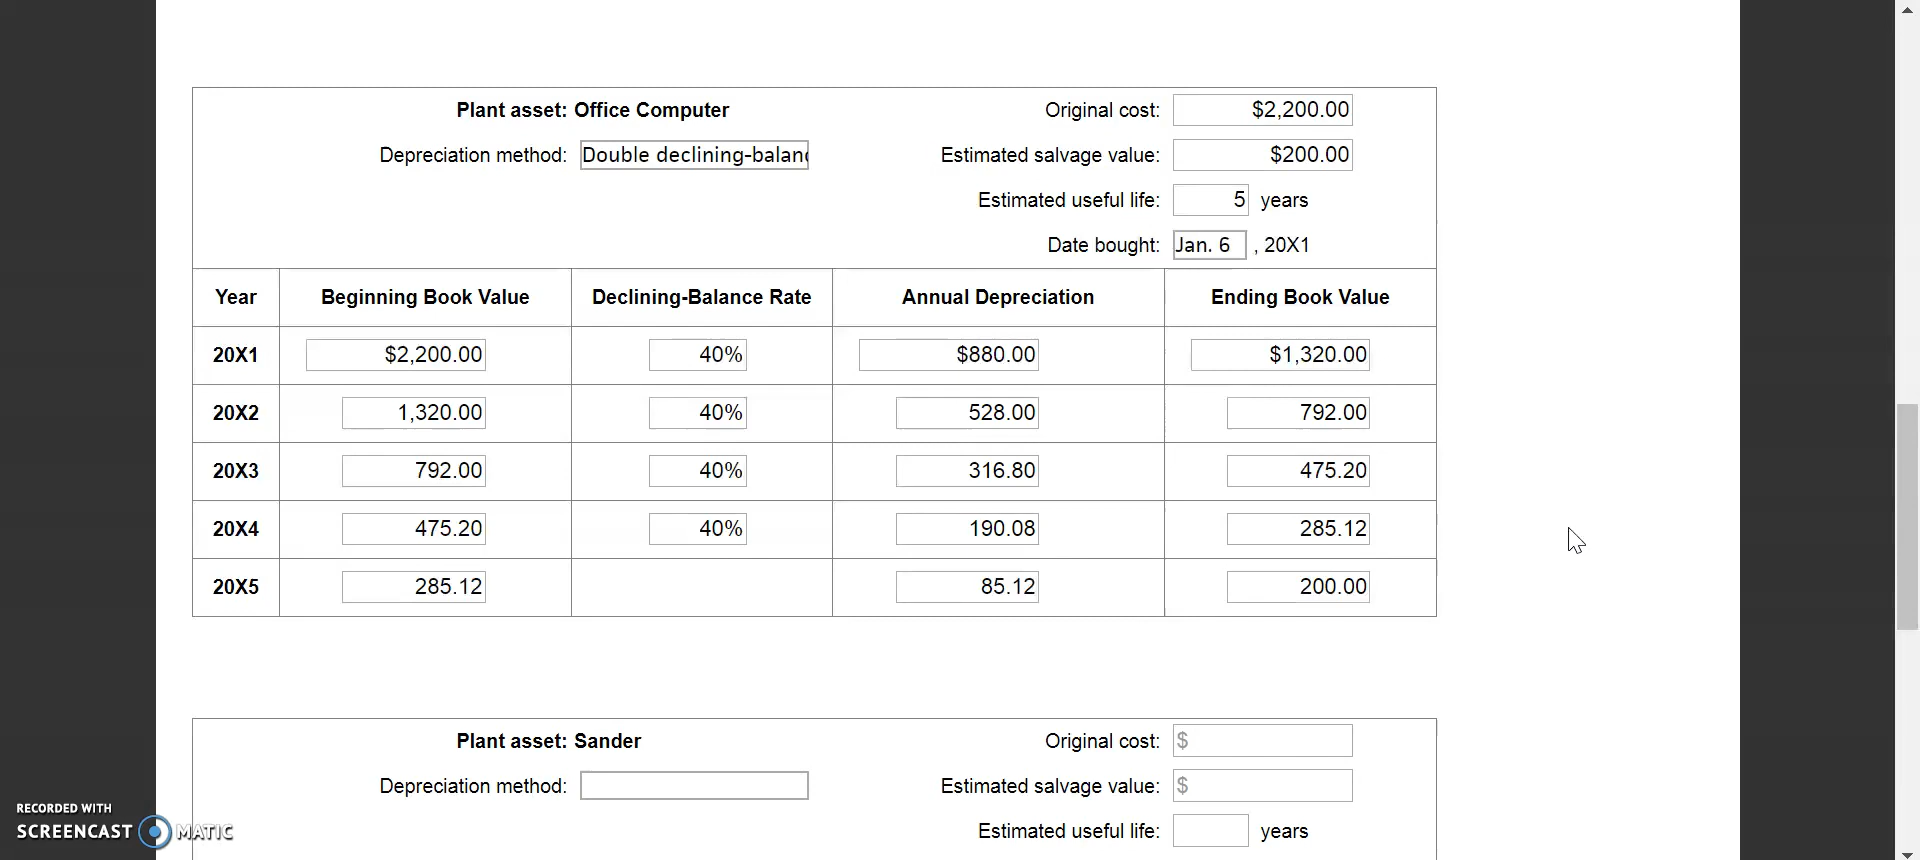 Plant asset: Office Computer Original cost: $2,200.00
Depreciation method: Double declining-balanc Estimated salvage value: $200.00
Estimated useful life: 5 years
Date bought: Jan. 6 , 20X1
Year Beginning Book Value Declining-Balance Rate Annual Depreciation Ending Book Value
20X1 $2,200.00 40% $880.00 $1,320.00
20X2 1,320.00 40% 528.00 792.00
20X3 792.00 40% 316.80 475.20
20X4 475.20 40% 190.08 285.12
20X5 285.12 85.12 200.00
Plant asset: Sander Original cost: $
Depreciation method: Estimated salvage value: $
Estimated useful life: years
RECORDED WITH
SCREENCAST MATIC